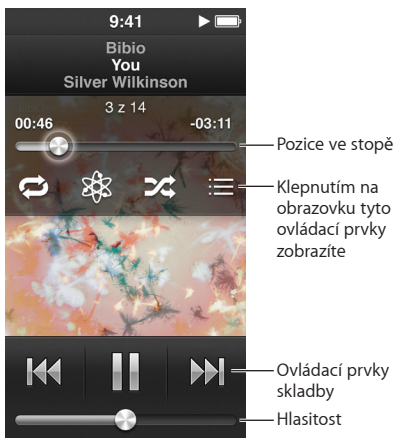 9:41
Bibio
You
Silver Wilkinson
3 z 14
00:46
-03:11
Pozice ve stopě
Klepnutím na
obrazovku tyto
ovládací prvky
zobrazíte
Ovládací prvky
skladby
Hlasitost